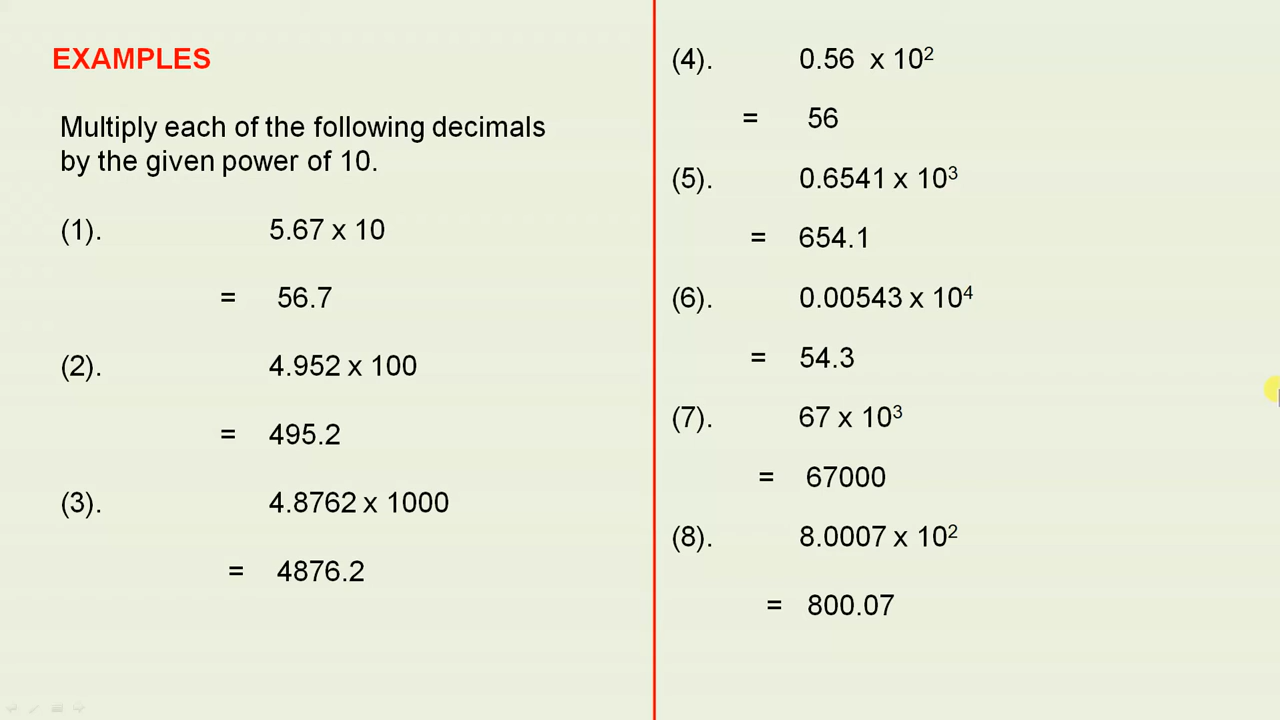 EXAMPLES
Multiply each of the following decimals
by the given power of 10.
(1). 5.67 x 10
= 56.7
(2). 4.952 x 100
= 495.2
(3). 4.8762 x 1000
= 4876.2
(4). 0.56 x 10²
= 56
(5). 0.6541 x 10³
= 654.1
(6). 0.00543 x 10⁴
= 54.3
(7). 67 x 10³
= 67000
(8). 8.0007 x 10²
= 800.07